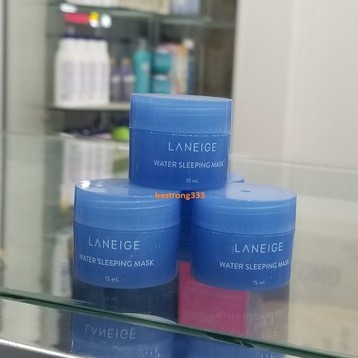 LANEIGE
WATER SLEEPING MASK
bestrong333
15 mL
LANEIGE
WATER SLEEPING MASK
15 mL
LANEIGE
WATER SLEEPING MASK
15 mL